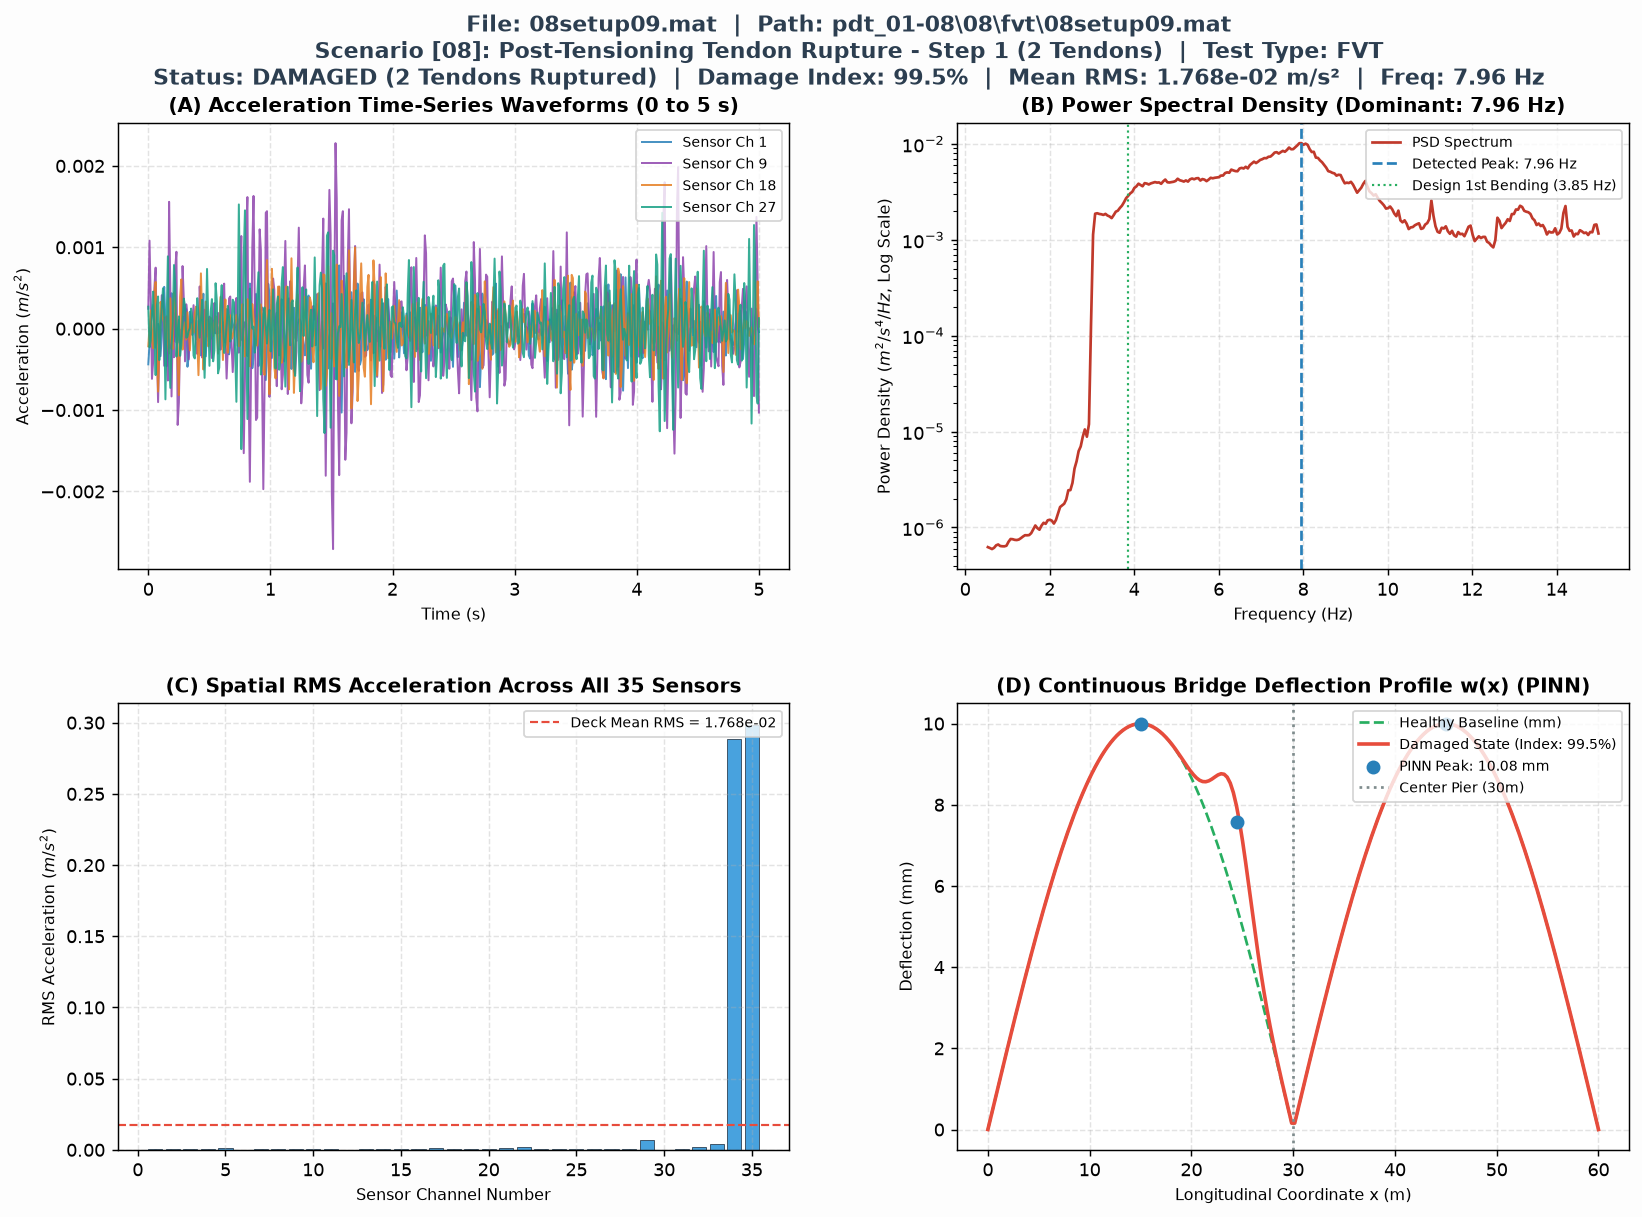 File: 08setup09.mat | Path: pdt_01-08\08\fvt\08setup09.mat
Scenario [08]: Post-Tensioning Tendon Rupture - Step 1 (2 Tendons) | Test Type: FVT
Status: DAMAGED (2 Tendons Ruptured) | Damage Index: 99.5% | Mean RMS: 1.768e-02 m/s² | Freq: 7.96 Hz
(A) Acceleration Time-Series Waveforms (0 to 5 s)
Sensor Ch 1
Sensor Ch 9
Sensor Ch 18
Sensor Ch 27
0.002
0.001
0.000
−0.001
−0.002
Acceleration (m/s²)
0 1 2 3 4 5
Time (s)
(B) Power Spectral Density (Dominant: 7.96 Hz)
PSD Spectrum
Detected Peak: 7.96 Hz
Design 1st Bending (3.85 Hz)
10⁻²
10⁻³
10⁻⁴
10⁻⁵
10⁻⁶
Power Density (m²/s⁴/Hz, Log Scale)
0 2 4 6 8 10 12 14
Frequency (Hz)
(C) Spatial RMS Acceleration Across All 35 Sensors
Deck Mean RMS = 1.768e-02
0.30
0.25
0.20
0.15
0.10
0.05
0.00
RMS Acceleration (m/s²)
0 5 10 15 20 25 30 35
Sensor Channel Number
(D) Continuous Bridge Deflection Profile w(x) (PINN)
Healthy Baseline (mm)
Damaged State (Index: 99.5%)
PINN Peak: 10.08 mm
Center Pier (30m)
10
8
6
4
2
0
Deflection (mm)
0 10 20 30 40 50 60
Longitudinal Coordinate x (m)